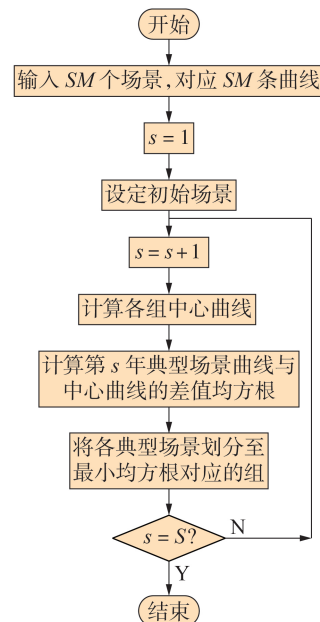 开始
输入 SM 个场景,对应 SM 条曲线
s = 1
设定初始场景
s = s+1
计算各组中心曲线
计算第 s 年典型场景曲线与
中心曲线的差值均方根
将各典型场景划分至
最小均方根对应的组
s = S?
N
Y
结束